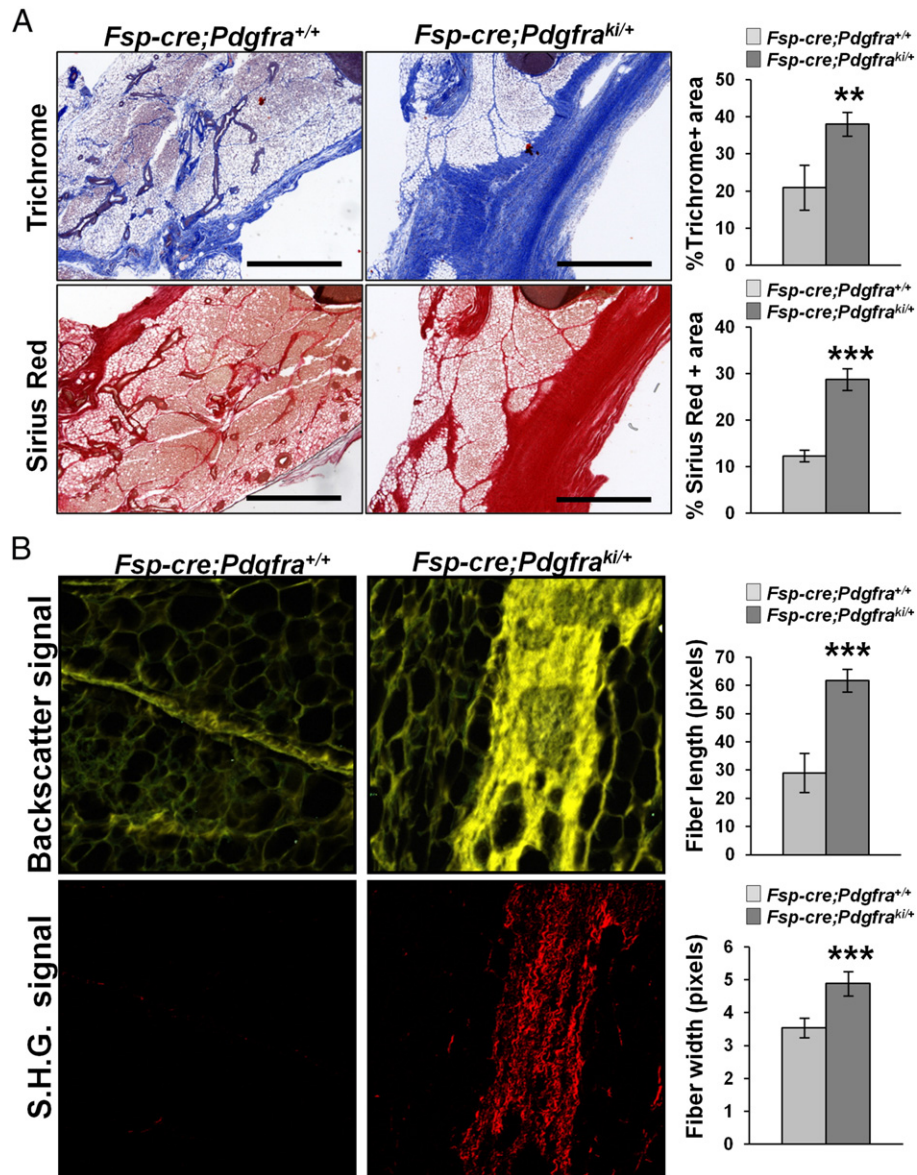 A
Fsp-cre;Pdgfra+/+
Fsp-cre;Pdgfraki/+
Trichrome
Sirius Red
Fsp-cre;Pdgfra+/+
Fsp-cre;Pdgfraki/+
%Trichrome+ area
50
40
30
20
10
0
**
Fsp-cre;Pdgfra+/+
Fsp-cre;Pdgfraki/+
% Sirius Red + area
40
30
20
10
0
***
B
Fsp-cre;Pdgfra+/+
Fsp-cre;Pdgfraki/+
Backscatter signal
S.H.G. signal
Fsp-cre;Pdgfra+/+
Fsp-cre;Pdgfraki/+
Fiber length (pixels)
70
60
50
40
30
20
10
0
***
Fsp-cre;Pdgfra+/+
Fsp-cre;Pdgfraki/+
Fiber width (pixels)
6
5
4
3
2
1
0
***